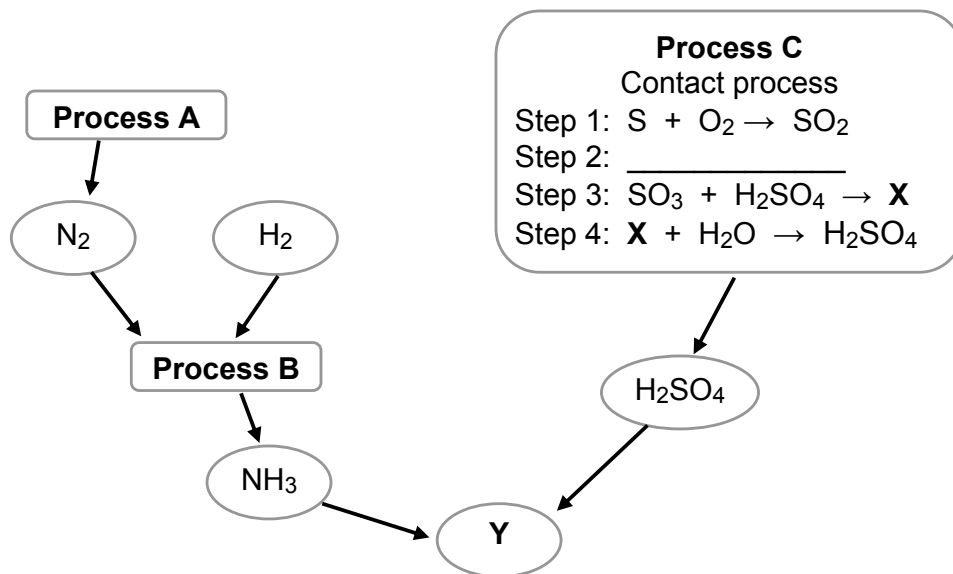 Process C
Contact process
Step 1: S + O₂ → SO₂
Step 2: ______________
Step 3: SO₃ + H₂SO₄ → X
Step 4: X + H₂O → H₂SO₄
Process A
N₂
H₂
Process B
H₂SO₄
NH₃
Y